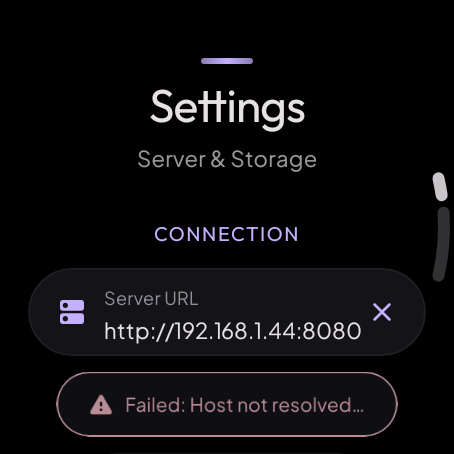 Settings
Server & Storage
CONNECTION
Server URL
http://192.168.1.44:8080
Failed: Host not resolved…